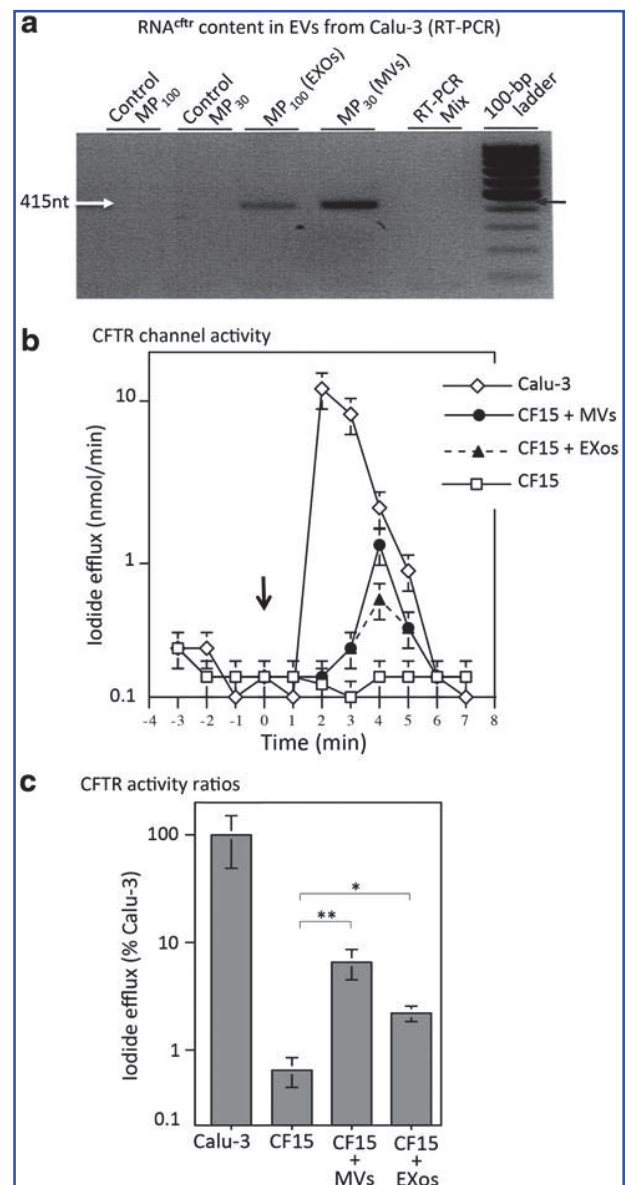 a
RNAcftr content in EVs from Calu-3 (RT-PCR)
Control
MP100
Control
MP30
MP100 (EXOs)
MP30 (MVs)
RT-PCR
Mix
100-bp
ladder
415nt
b
CFTR channel activity
Iodide efflux (nmol/min)
10
1
0.1
-4 -3 -2 -1 0 1 2 3 4 5 6 7 8
Time (min)
Calu-3
CF15 + MVs
CF15 + EXos
CF15
c
CFTR activity ratios
Iodide efflux (% Calu-3)
100
10
1
0.1
*
**
Calu-3
CF15
CF15
+
MVs
CF15
+
EXos